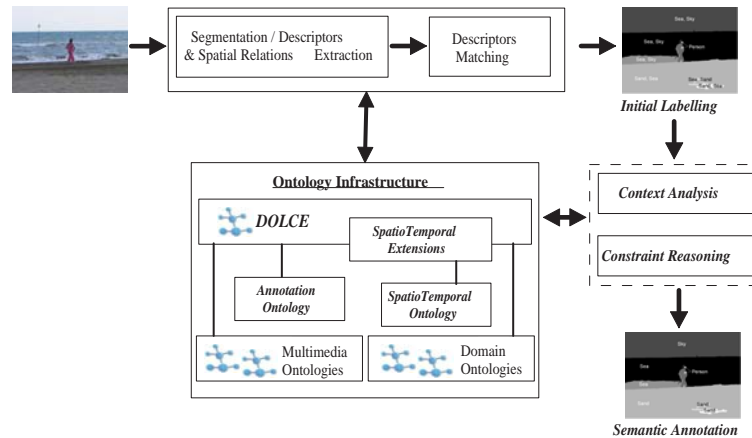 Segmentation / Descriptors
& Spatial Relations Extraction
Descriptors
Matching
Sea, Sky
Sea, Sky
Person
Sea, Sky
Sand, Sea
Initial Labelling
Ontology Infrastructure
DOLCE
SpatioTemporal
Extensions
Annotation
Ontology
SpatioTemporal
Ontology
Multimedia
Ontologies
Domain
Ontologies
Context Analysis
Constraint Reasoning
Sky
Sea
Person
Sea
Sand
Semantic Annotation